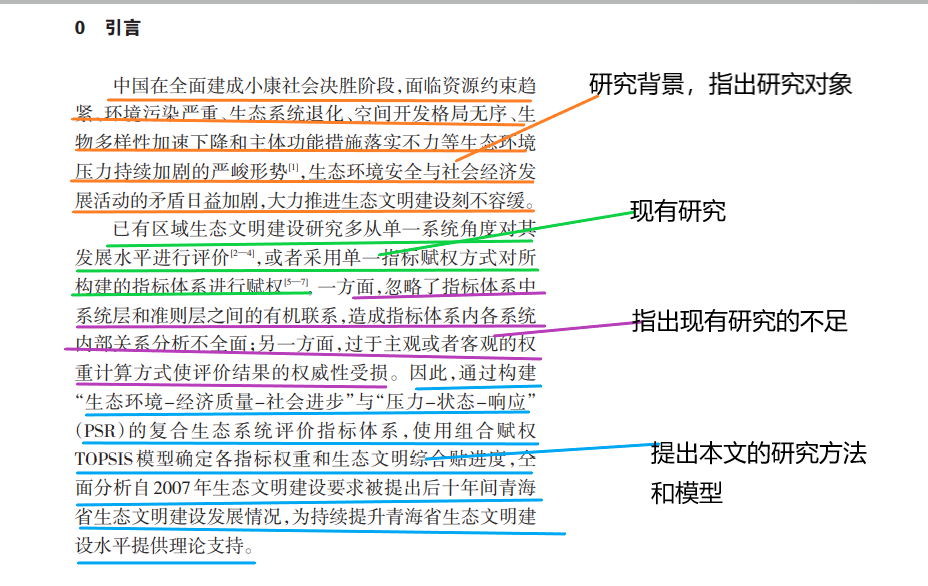 0 引言
中国在全面建成小康社会决胜阶段,面临资源约束趋
紧、环境污染严重、生态系统退化、空间开发格局无序、生
物多样性加速下降和主体功能措施落实不力等生态环境
压力持续加剧的严峻形势[1],生态环境安全与社会经济发
展活动的矛盾日益加剧,大力推进生态文明建设刻不容缓。
已有区域生态文明建设研究多从单一系统角度对其
发展水平进行评价[2—4],或者采用单一指标赋权方式对所
构建的指标体系进行赋权[5—7]。一方面,忽略了指标体系中
系统层和准则层之间的有机联系,造成指标体系内各系统
内部关系分析不全面;另一方面,过于主观或者客观的权
重计算方式使评价结果的权威性受损。因此,通过构建
“生态环境–经济质量–社会进步”与“压力–状态–响应”
(PSR)的复合生态系统评价指标体系,使用组合赋权
TOPSIS模型确定各指标权重和生态文明综合贴进度,全
面分析自2007年生态文明建设要求被提出后十年间青海
省生态文明建设发展情况,为持续提升青海省生态文明建
设水平提供理论支持。
研究背景，指出研究对象
现有研究
指出现有研究的不足
提出本文的研究方法
和模型